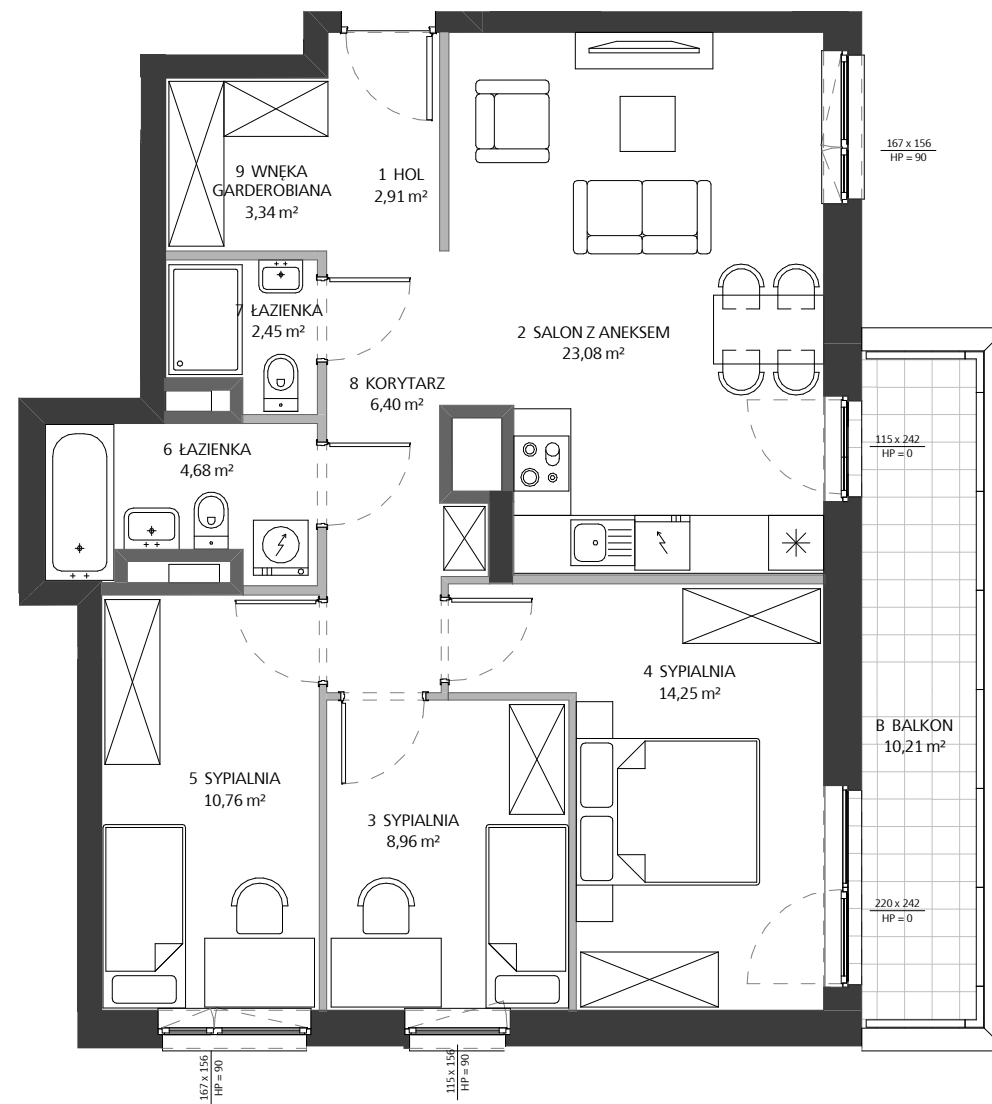 167 x 156
HP = 90
9 WNĘKA
GARDEROBIANA
3,34 m²
1 HOL
2,91 m²
7 ŁAZIENKA
2,45 m²
2 SALON Z ANEKSEM
23,08 m²
8 KORYTARZ
6,40 m²
6 ŁAZIENKA
4,68 m²
115 x 242
HP = 0
4 SYPIALNIA
14,25 m²
B BALKON
10,21 m²
5 SYPIALNIA
10,76 m²
3 SYPIALNIA
8,96 m²
220 x 242
HP = 0
167 x 156
HP = 90
115 x 156
HP = 90